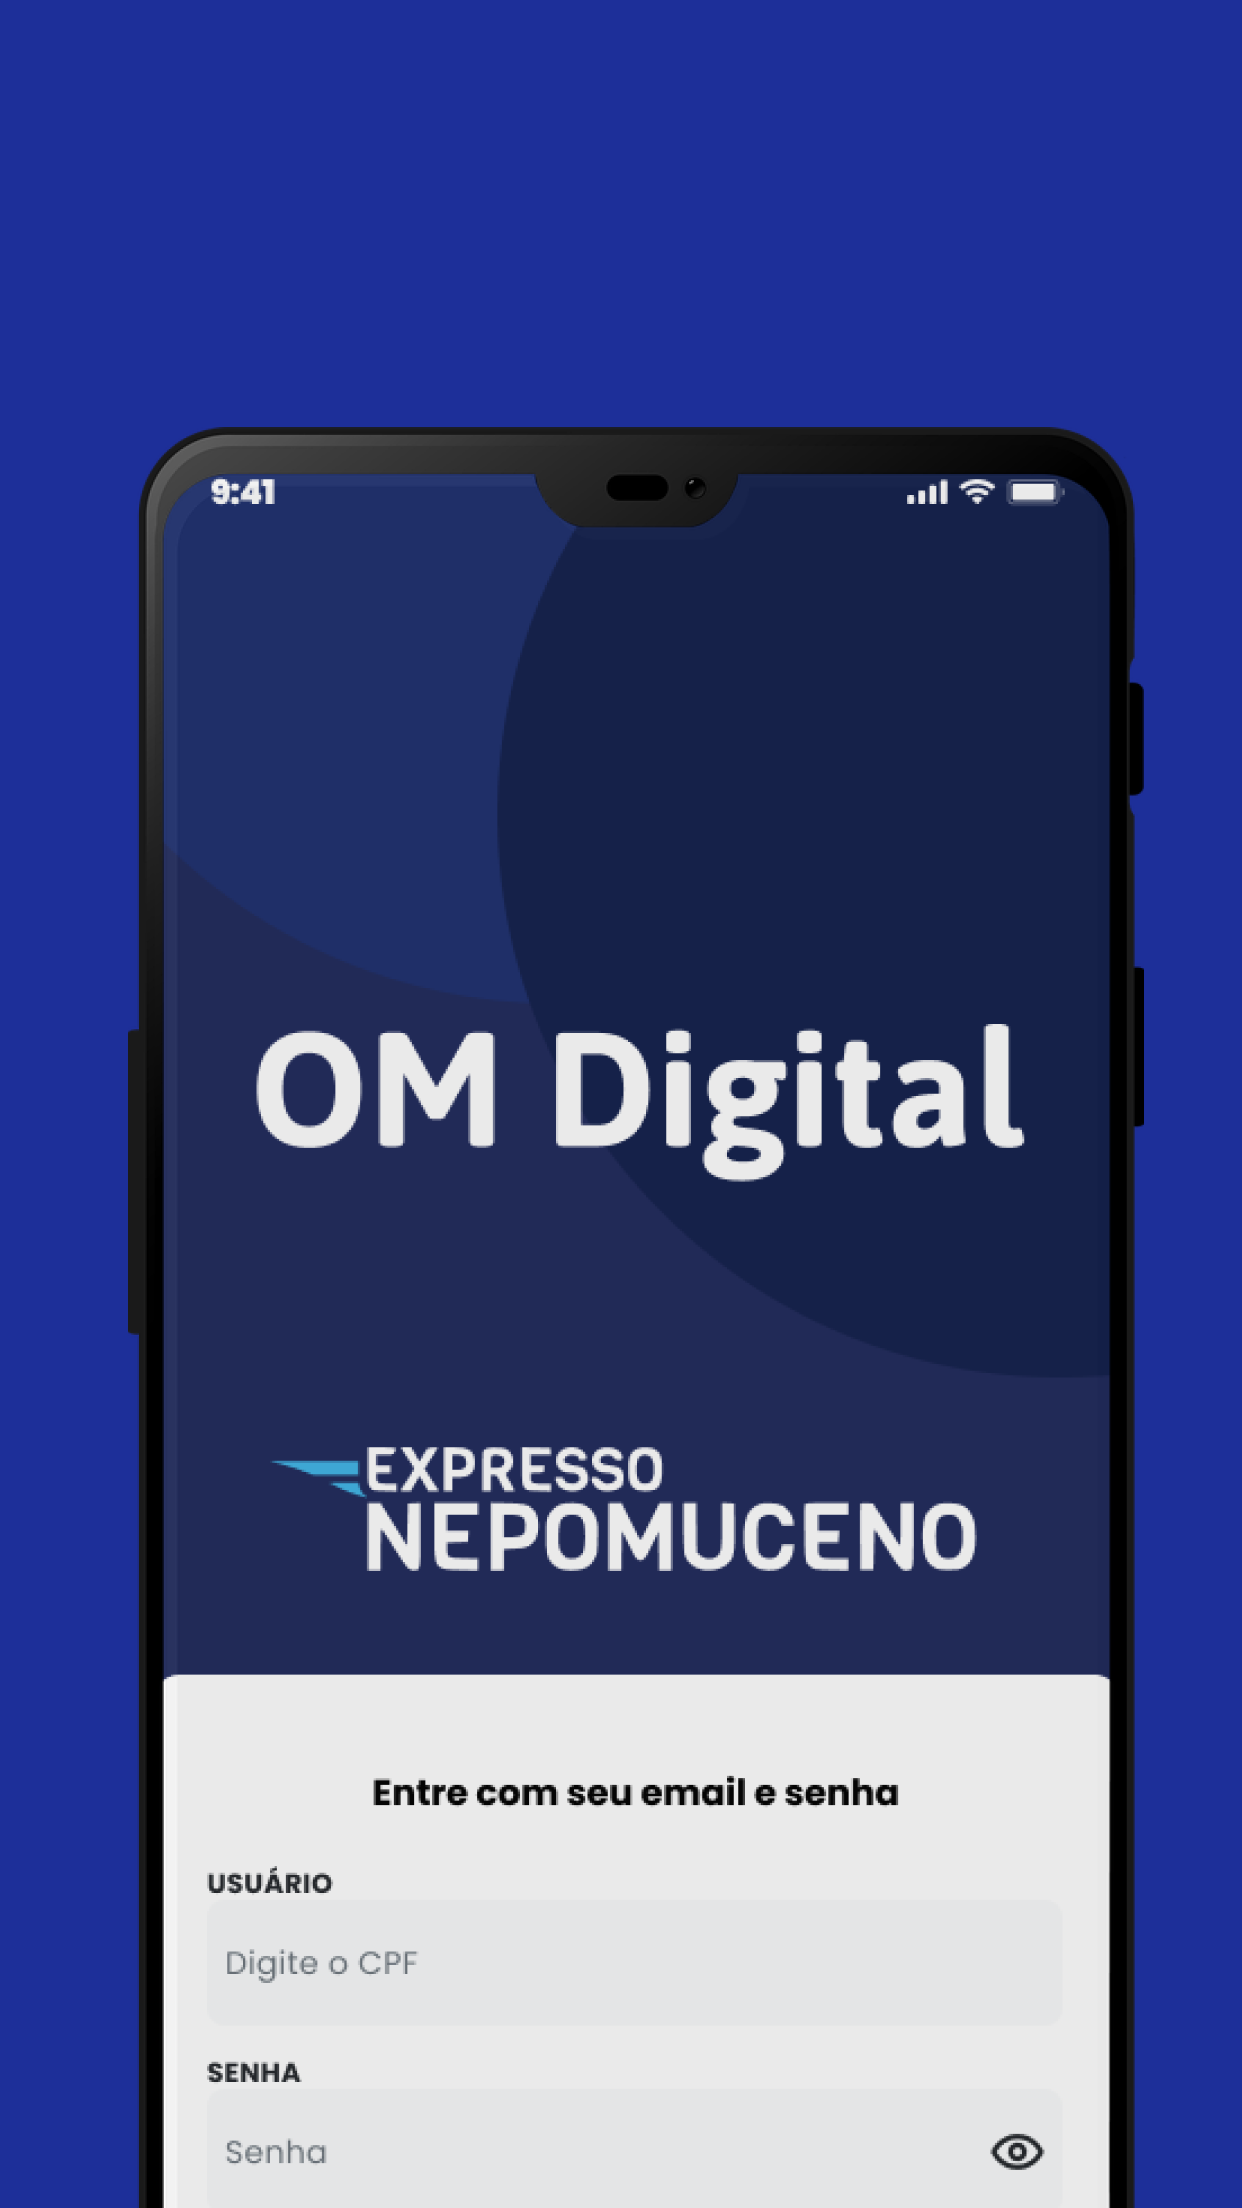 9:41
OM Digital
EXPRESSO
NEPOMUCENO
Entre com seu email e senha
USUÁRIO
Digite o CPF
SENHA
Senha